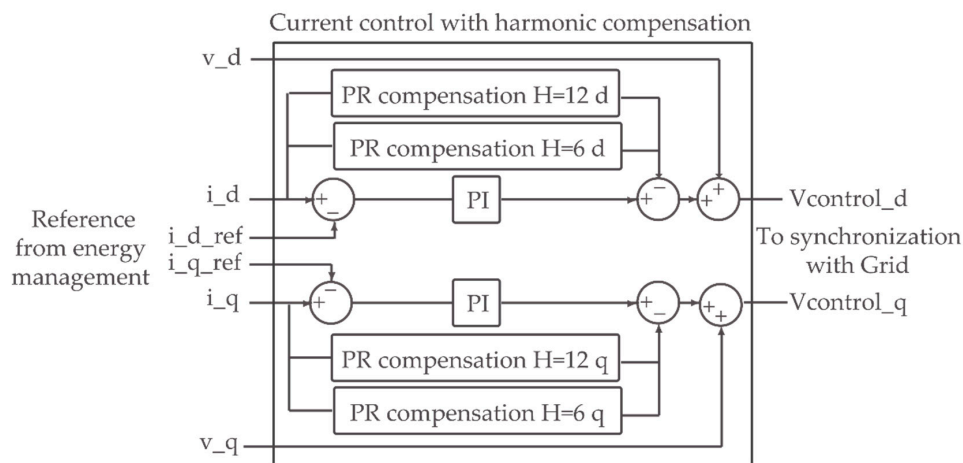 Current control with harmonic compensation
v_d
PR compensation H=12 d
PR compensation H=6 d
i_d
+
−
PI
+
−
+
+
Vcontrol_d
Reference
from energy
management
i_d_ref
i_q_ref
To synchronization
with Grid
i_q
+
−
PI
+
−
+
+
Vcontrol_q
PR compensation H=12 q
PR compensation H=6 q
v_q